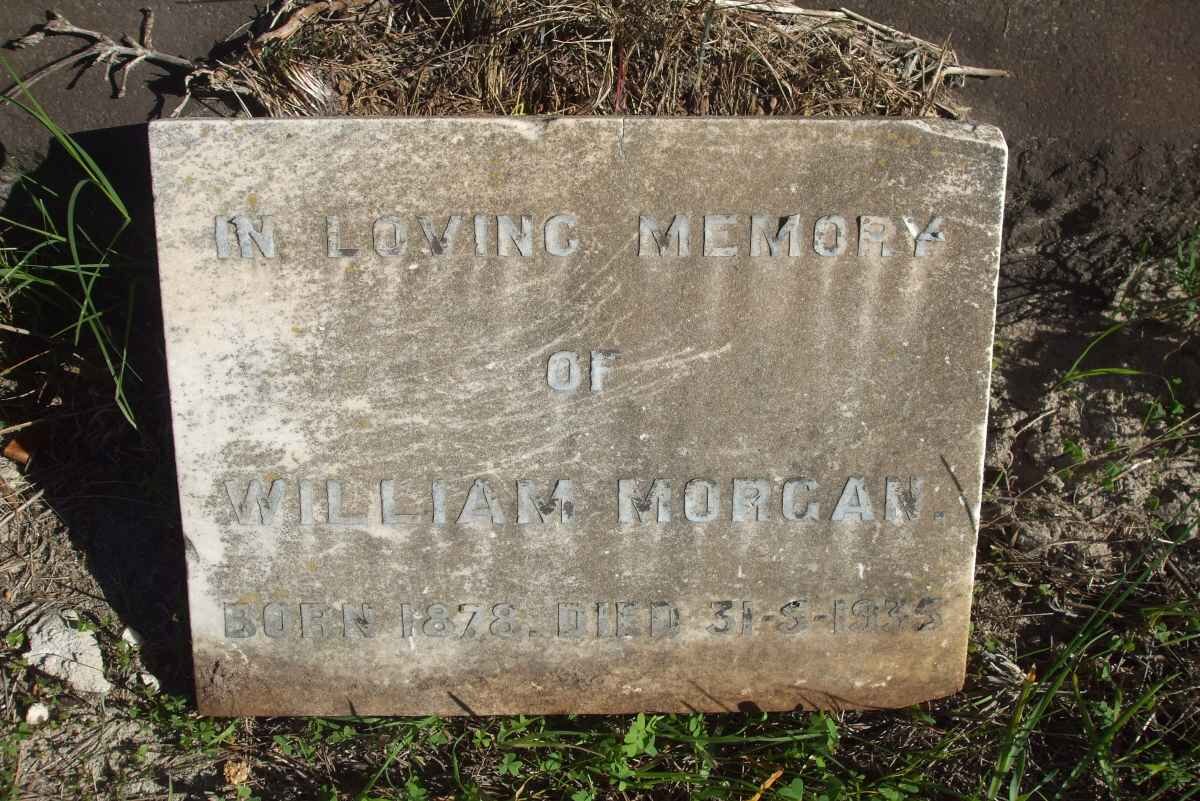 IN LOVING MEMORY
OF
WILLIAM MORGAN.
BORN 1878. DIED 31-5-1935